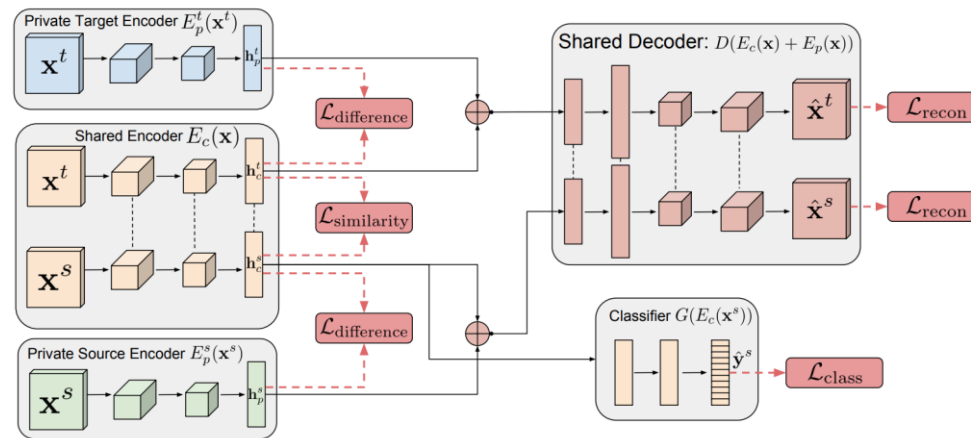 Private Target Encoder $E_p^t(\mathbf{x}^t)$
$\mathbf{x}^t$
$\mathbf{h}_p^t$
$\mathcal{L}_{\text{difference}}$
Shared Encoder $E_c(\mathbf{x})$
$\mathbf{x}^t$
$\mathbf{h}_c^t$
$\mathcal{L}_{\text{similarity}}$
$\mathbf{x}^s$
$\mathbf{h}_c^s$
$\mathcal{L}_{\text{difference}}$
Private Source Encoder $E_p^s(\mathbf{x}^s)$
$\mathbf{x}^s$
$\mathbf{h}_p^s$
Shared Decoder: $D(E_c(\mathbf{x}) + E_p(\mathbf{x}))$
$\hat{\mathbf{x}}^t$
$\mathcal{L}_{\text{recon}}$
$\hat{\mathbf{x}}^s$
$\mathcal{L}_{\text{recon}}$
Classifier $G(E_c(\mathbf{x}^s))$
$\hat{\mathbf{y}}^s$
$\mathcal{L}_{\text{class}}$